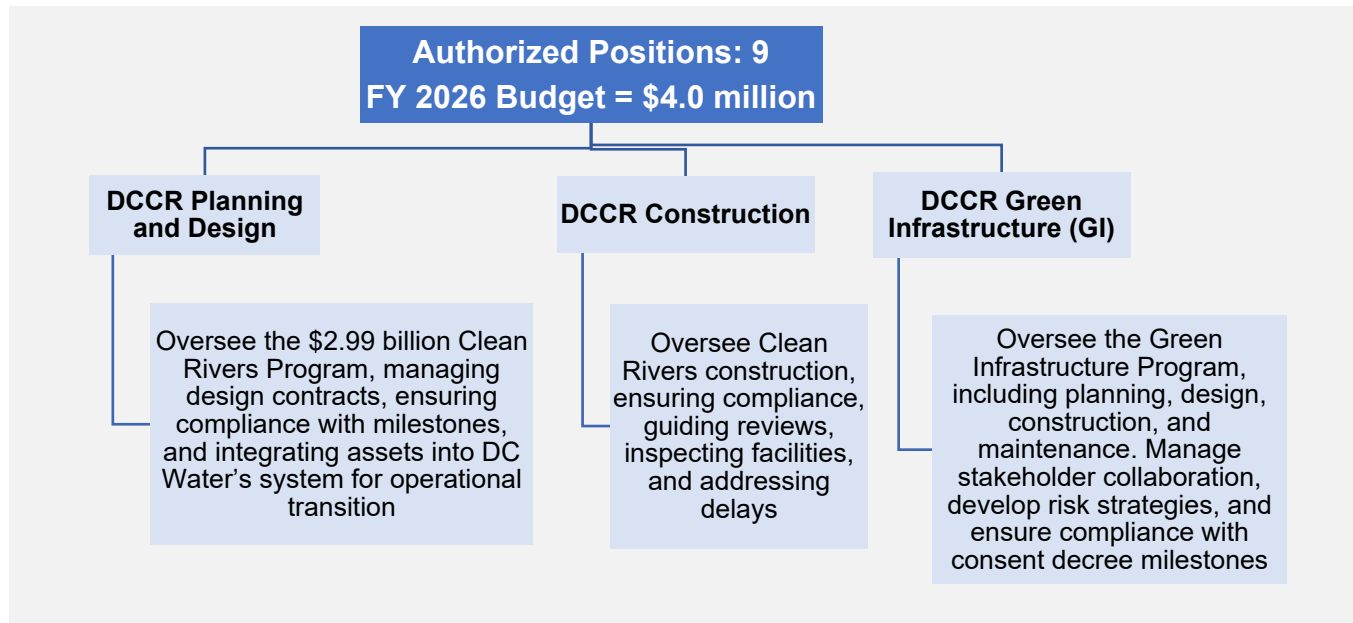 Authorized Positions: 9
FY 2026 Budget = $4.0 million
DCCR Planning
and Design
Oversee the $2.99 billion Clean
Rivers Program, managing
design contracts, ensuring
compliance with milestones,
and integrating assets into DC
Water’s system for operational
transition
DCCR Construction
Oversee Clean
Rivers construction,
ensuring compliance,
guiding reviews,
inspecting facilities,
and addressing
delays
DCCR Green
Infrastructure (GI)
Oversee the Green
Infrastructure Program,
including planning, design,
construction, and
maintenance. Manage
stakeholder collaboration,
develop risk strategies, and
ensure compliance with
consent decree milestones